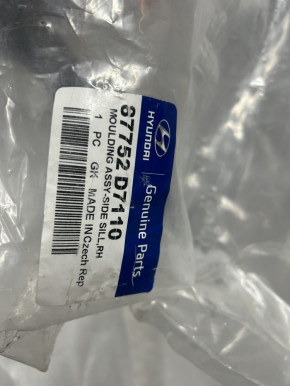 HYUNDAI
Genuine Parts
87752 D7110
MOULDING ASSY-SIDE SILL,RH
1 PC GK MADE IN Czech Rep